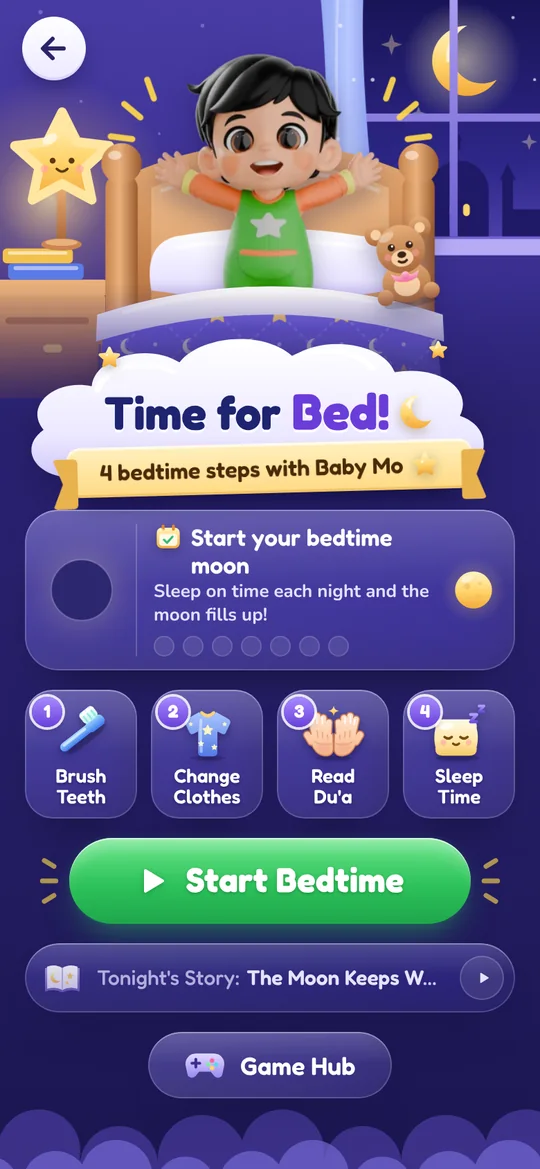 Time for Bed!
4 bedtime steps with Baby Mo
Start your bedtime
moon
Sleep on time each night and the
moon fills up!
1
Brush
Teeth
2
Change
Clothes
3
Read
Du'a
4
Sleep
Time
Start Bedtime
Tonight's Story: The Moon Keeps W...
Game Hub